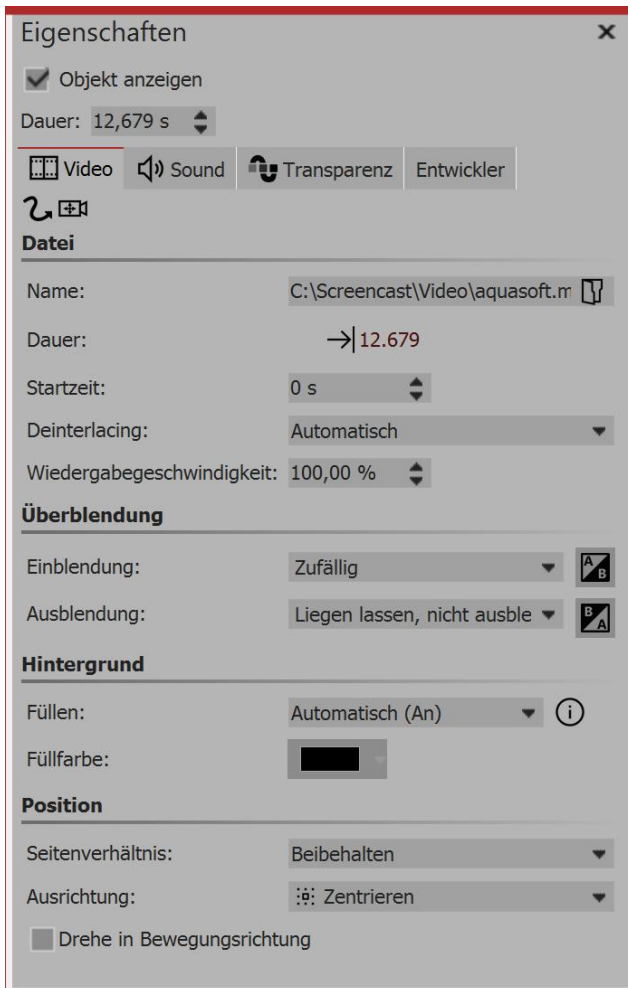 Eigenschaften
Objekt anzeigen
Dauer: 12,679 s
Video Sound Transparenz Entwickler
Datei
Name: C:\Screencast\Video\aquasoft.m
Dauer: 12.679
Startzeit: 0 s
Deinterlacing: Automatisch
Wiedergabegeschwindigkeit: 100,00 %
Überblendung
Einblendung: Zufällig A B
Ausblendung: Liegen lassen, nicht ausble B A
Hintergrund
Füllen: Automatisch (An) i
Füllfarbe:
Position
Seitenverhältnis: Beibehalten
Ausrichtung: Zentrieren
Drehe in Bewegungsrichtung